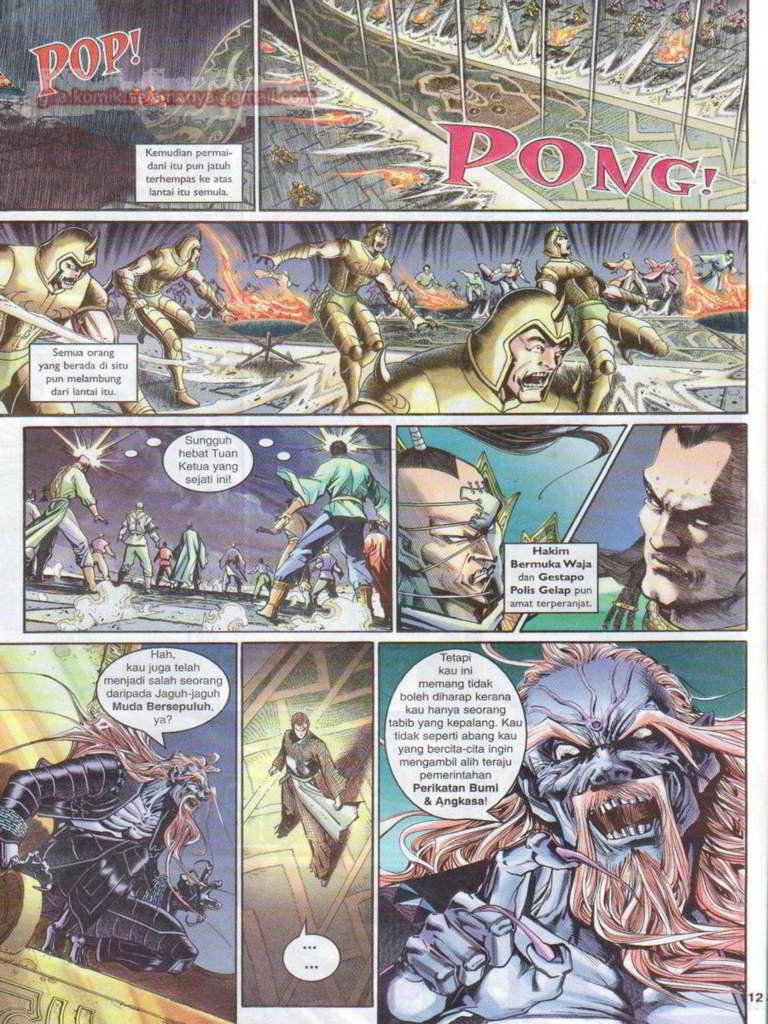 POP!
Kemudian permai-
dani itu pun jatuh
terhempas ke atas
lantai itu semula.
PONG!
Semua orang
yang berada di situ
pun melambung
dari lantai itu.
Sungguh
hebat Tuan
Ketua yang
sejati ini!
Hakim
Bermuka Waja
dan Gestapo
Polis Gelap pun
amat terperanjat.
Hah,
kau juga telah
menjadi salah seorang
daripada Jaguh-jaguh
Muda Bersepuluh,
ya?
...
...
Tetapi
kau ini
memang tidak
boleh diharap kerana
kau hanya seorang
tabib yang kepalang. Kau
tidak seperti abang kau
yang bercita-cita ingin
mengambil alih teraju
pemerintahan
Perikatan Bumi
& Angkasa!
12